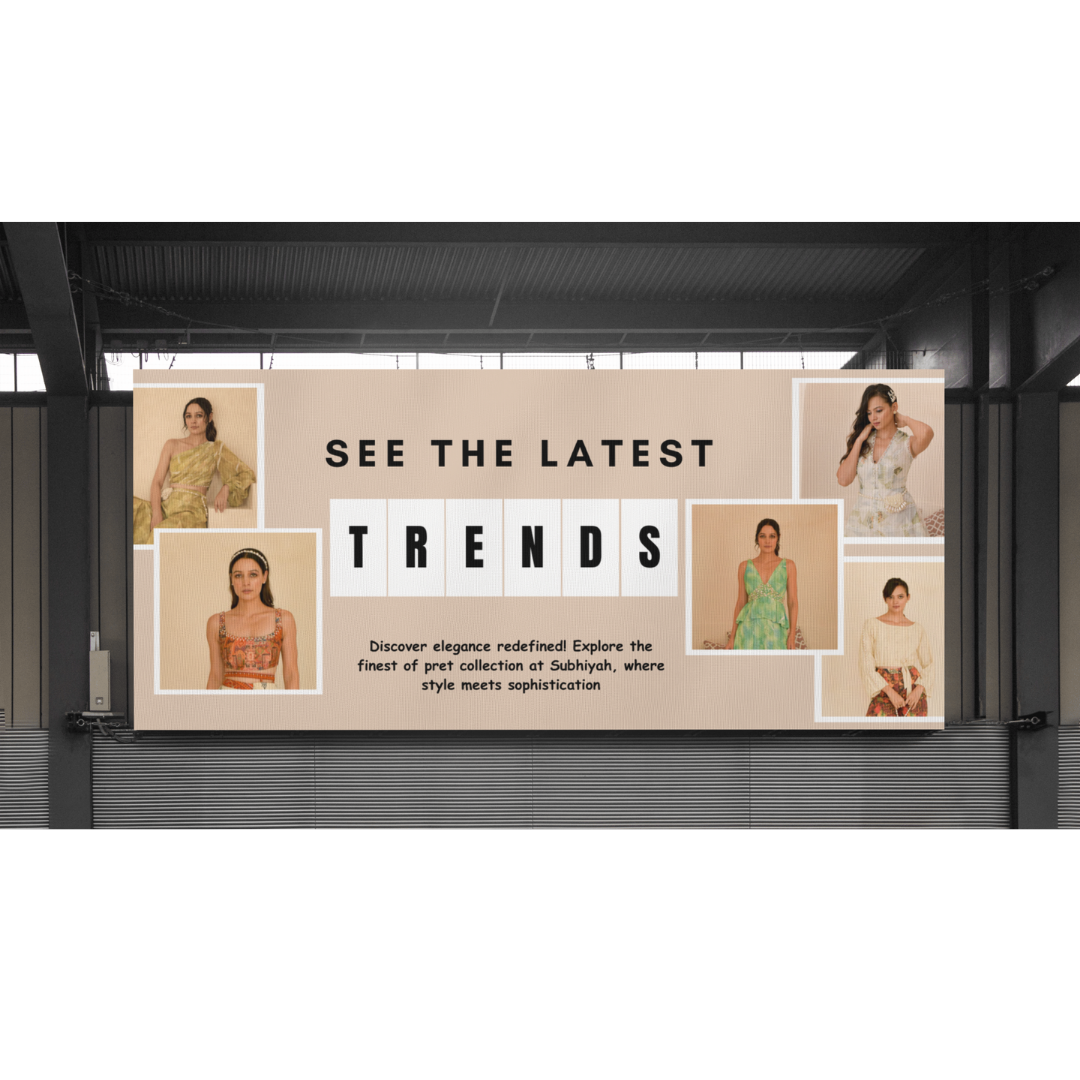 SEE THE LATEST
TRENDS
Discover elegance redefined! Explore the
finest of pret collection at Subhiyah, where
style meets sophistication